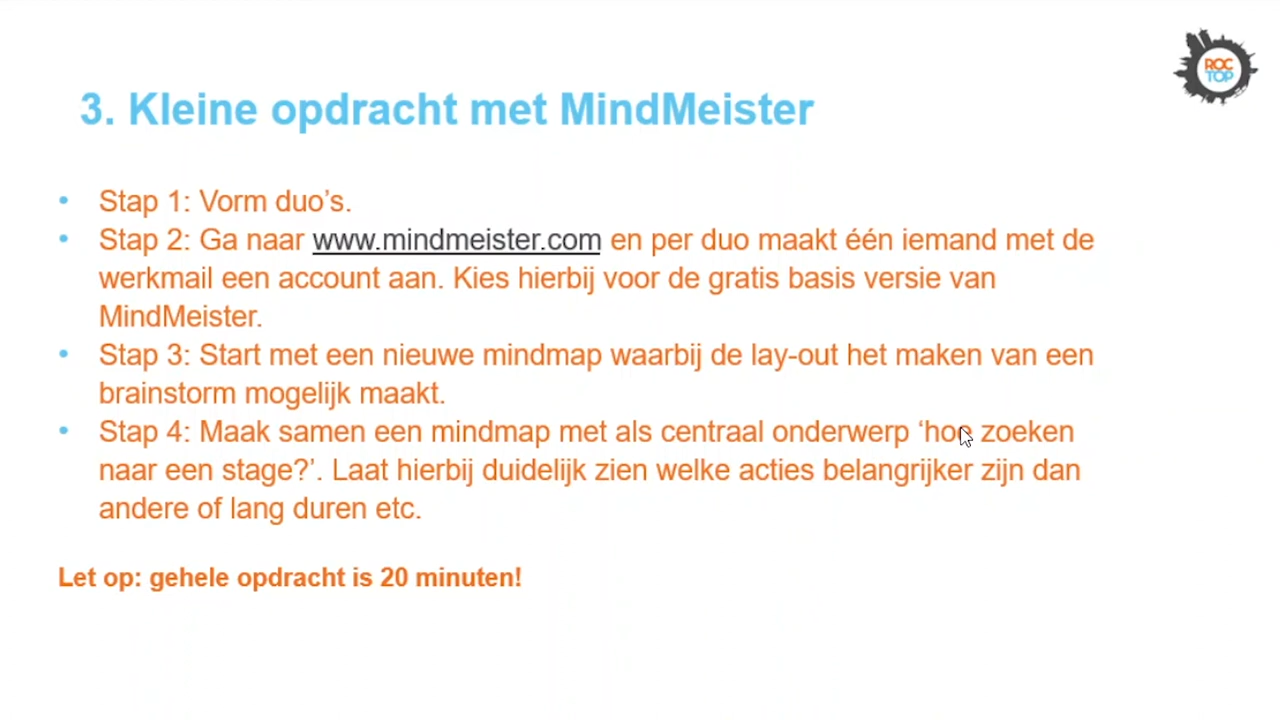 ROC
TOP
3. Kleine opdracht met MindMeister
• Stap 1: Vorm duo’s.
• Stap 2: Ga naar www.mindmeister.com en per duo maakt één iemand met de
werkmail een account aan. Kies hierbij voor de gratis basis versie van
MindMeister.
• Stap 3: Start met een nieuwe mindmap waarbij de lay-out het maken van een
brainstorm mogelijk maakt.
• Stap 4: Maak samen een mindmap met als centraal onderwerp ‘hoe zoeken
naar een stage?’. Laat hierbij duidelijk zien welke acties belangrijker zijn dan
andere of lang duren etc.
Let op: gehele opdracht is 20 minuten!